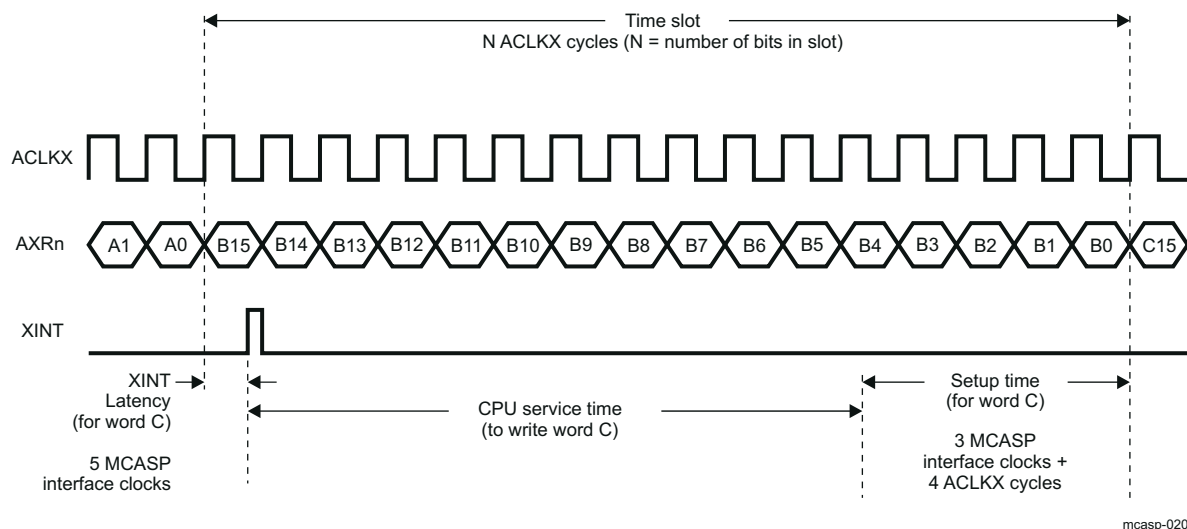 Time slot
N ACLKX cycles (N = number of bits in slot)
ACLKX
AXRn
A1 A0 B15 B14 B13 B12 B11 B10 B9 B8 B7 B6 B5 B4 B3 B2 B1 B0 C15
XINT
XINT
Latency
(for word C)
5 MCASP
interface clocks
CPU service time
(to write word C)
Setup time
(for word C)
3 MCASP
interface clocks +
4 ACLKX cycles
mcasp-020